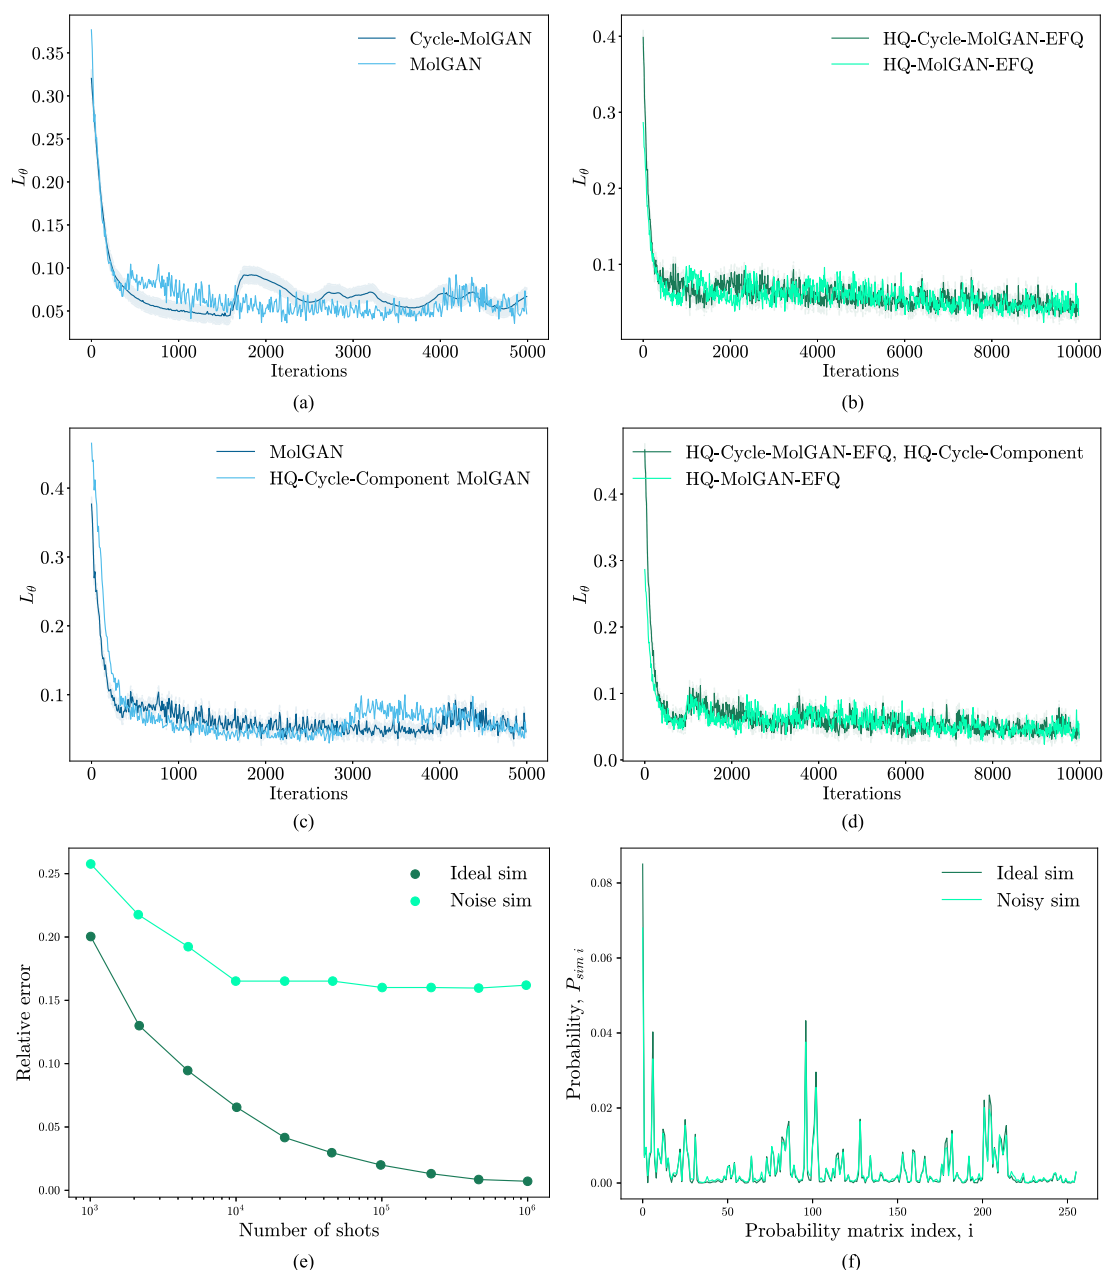 Cycle-MolGAN
MolGAN
0.35
0.30
0.25
0.20
0.15
0.10
0.05
L_θ
0 1000 2000 3000 4000 5000
Iterations
(a)
HQ-Cycle-MolGAN-EFQ
HQ-MolGAN-EFQ
0.4
0.3
0.2
0.1
L_θ
0 2000 4000 6000 8000 10000
Iterations
(b)
MolGAN
HQ-Cycle-Component MolGAN
0.4
0.3
0.2
0.1
L_θ
0 1000 2000 3000 4000 5000
Iterations
(c)
HQ-Cycle-MolGAN-EFQ, HQ-Cycle-Component
HQ-MolGAN-EFQ
0.4
0.3
0.2
0.1
0.0
L_θ
0 2000 4000 6000 8000 10000
Iterations
(d)
Ideal sim
Noise sim
0.25
0.20
0.15
0.10
0.05
0.00
Relative error
10³ 10⁴ 10⁵ 10⁶
Number of shots
(e)
Ideal sim
Noisy sim
0.08
0.06
0.04
0.02
0.00
Probability, P_{sim i}
0 50 100 150 200 250
Probability matrix index, i
(f)